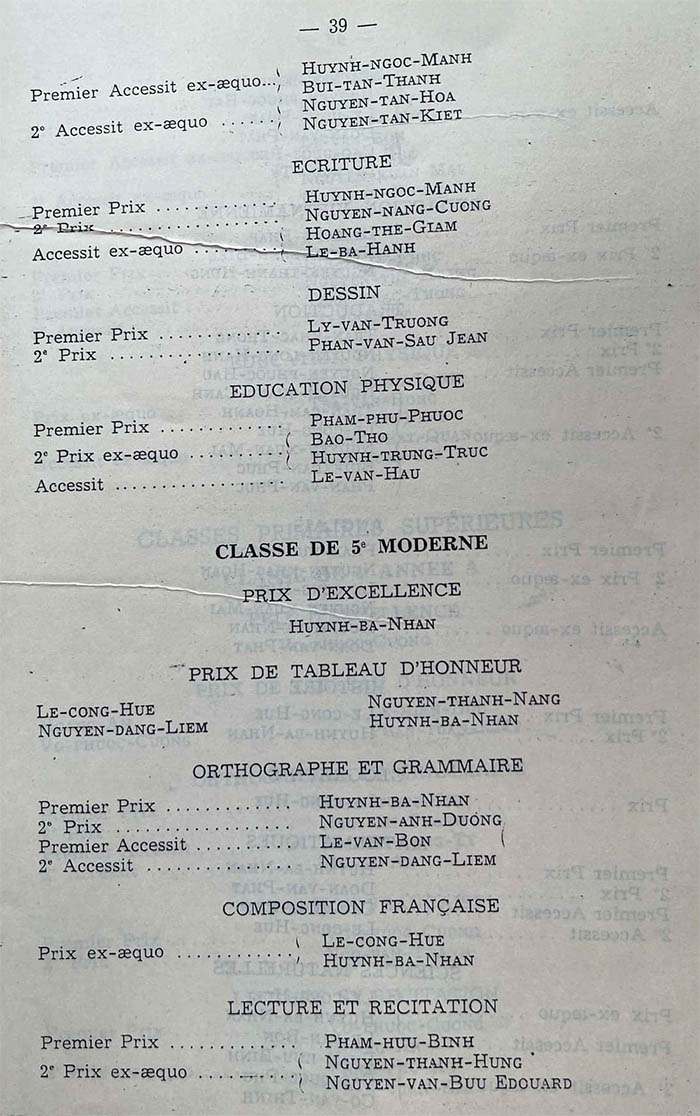 — 39 —
Premier Accessit ex-æquo... ( HUYNH-NGOC-MANH
BUI-TAN-THANH
2e Accessit ex-æquo ...... ( NGUYEN-TAN-HOA
NGUYEN-TAN-KIET
ECRITURE
Premier Prix ............. HUYNH-NGOC-MANH
2e Prix .................. NGUYEN-NANG-CUONG
Accessit ex-æquo ........ ( HOANG-THE-GIAM
LE-BA-HANH
DESSIN
Premier Prix ............. LY-VAN-TRUONG
2e Prix .................. PHAN-VAN-SAU JEAN
EDUCATION PHYSIQUE
Premier Prix ............. PHAM-PHU-PHUOC
2e Prix ex-æquo .......... ( BAO-THO
HUYNH-TRUNG-TRUC
Accessit .................. LE-VAN-HAU
CLASSE DE 5e MODERNE
PRIX D'EXCELLENCE
HUYNH-BA-NHAN
PRIX DE TABLEAU D'HONNEUR
LE-CONG-HUE NGUYEN-THANH-NANG
NGUYEN-DANG-LIEM HUYNH-BA-NHAN
ORTHOGRAPHE ET GRAMMAIRE
Premier Prix ............. HUYNH-BA-NHAN
2e Prix .................. NGUYEN-ANH-DUONG
Premier Accessit .......... LE-VAN-BON
2e Accessit ............... NGUYEN-DANG-LIEM
COMPOSITION FRANÇAISE
Prix ex-æquo ............. ( LE-CONG-HUE
HUYNH-BA-NHAN
LECTURE ET RECITATION
Premier Prix ............. PHAM-HUU-BINH
2e Prix ex-æquo .......... ( NGUYEN-THANH-HUNG
NGUYEN-VAN-BUU EDOUARD